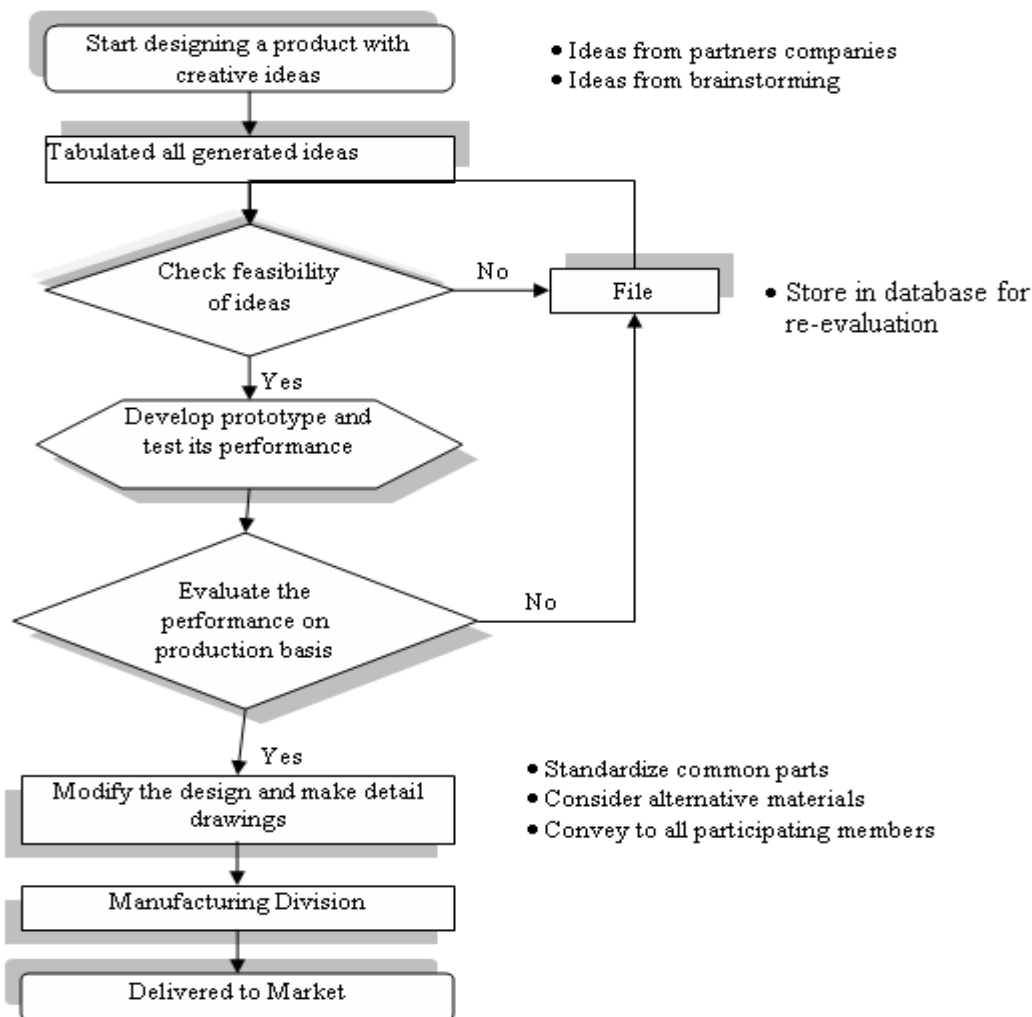 Start designing a product with
creative ideas
• Ideas from partners companies
• Ideas from brainstorming
Tabulated all generated ideas
Check feasibility
of ideas
No
File
• Store in database for
re-evaluation
Yes
Develop prototype and
test its performance
Evaluate the
performance on
production basis
No
Yes
Modify the design and make detail
drawings
• Standardize common parts
• Consider alternative materials
• Convey to all participating members
Manufacturing Division
Delivered to Market